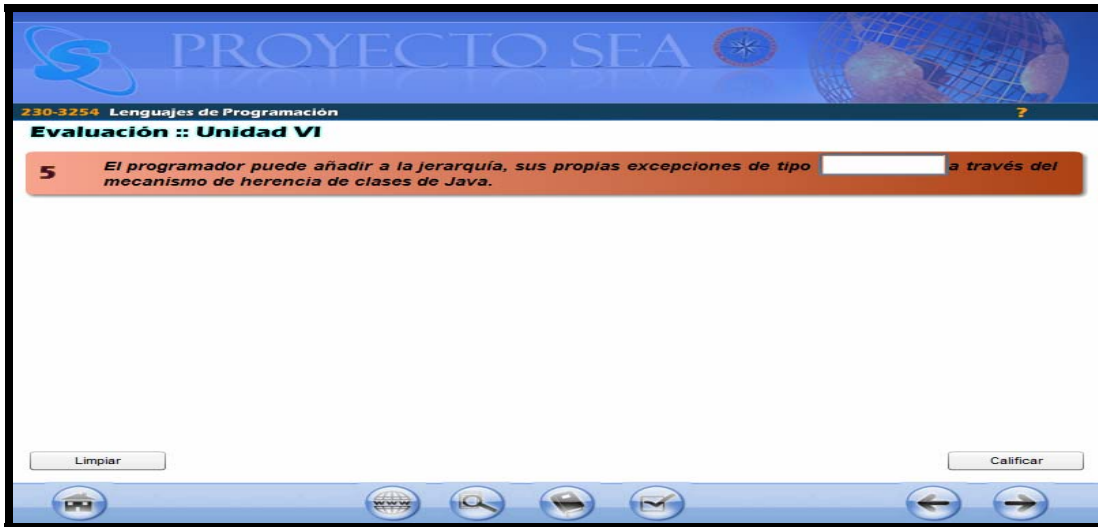 PROYECTO SEA
230-3254 Lenguajes de Programación
?
Evaluación :: Unidad VI
5
El programador puede añadir a la jerarquía, sus propias excepciones de tipo a través del
mecanismo de herencia de clases de Java.
Limpiar
Calificar
www